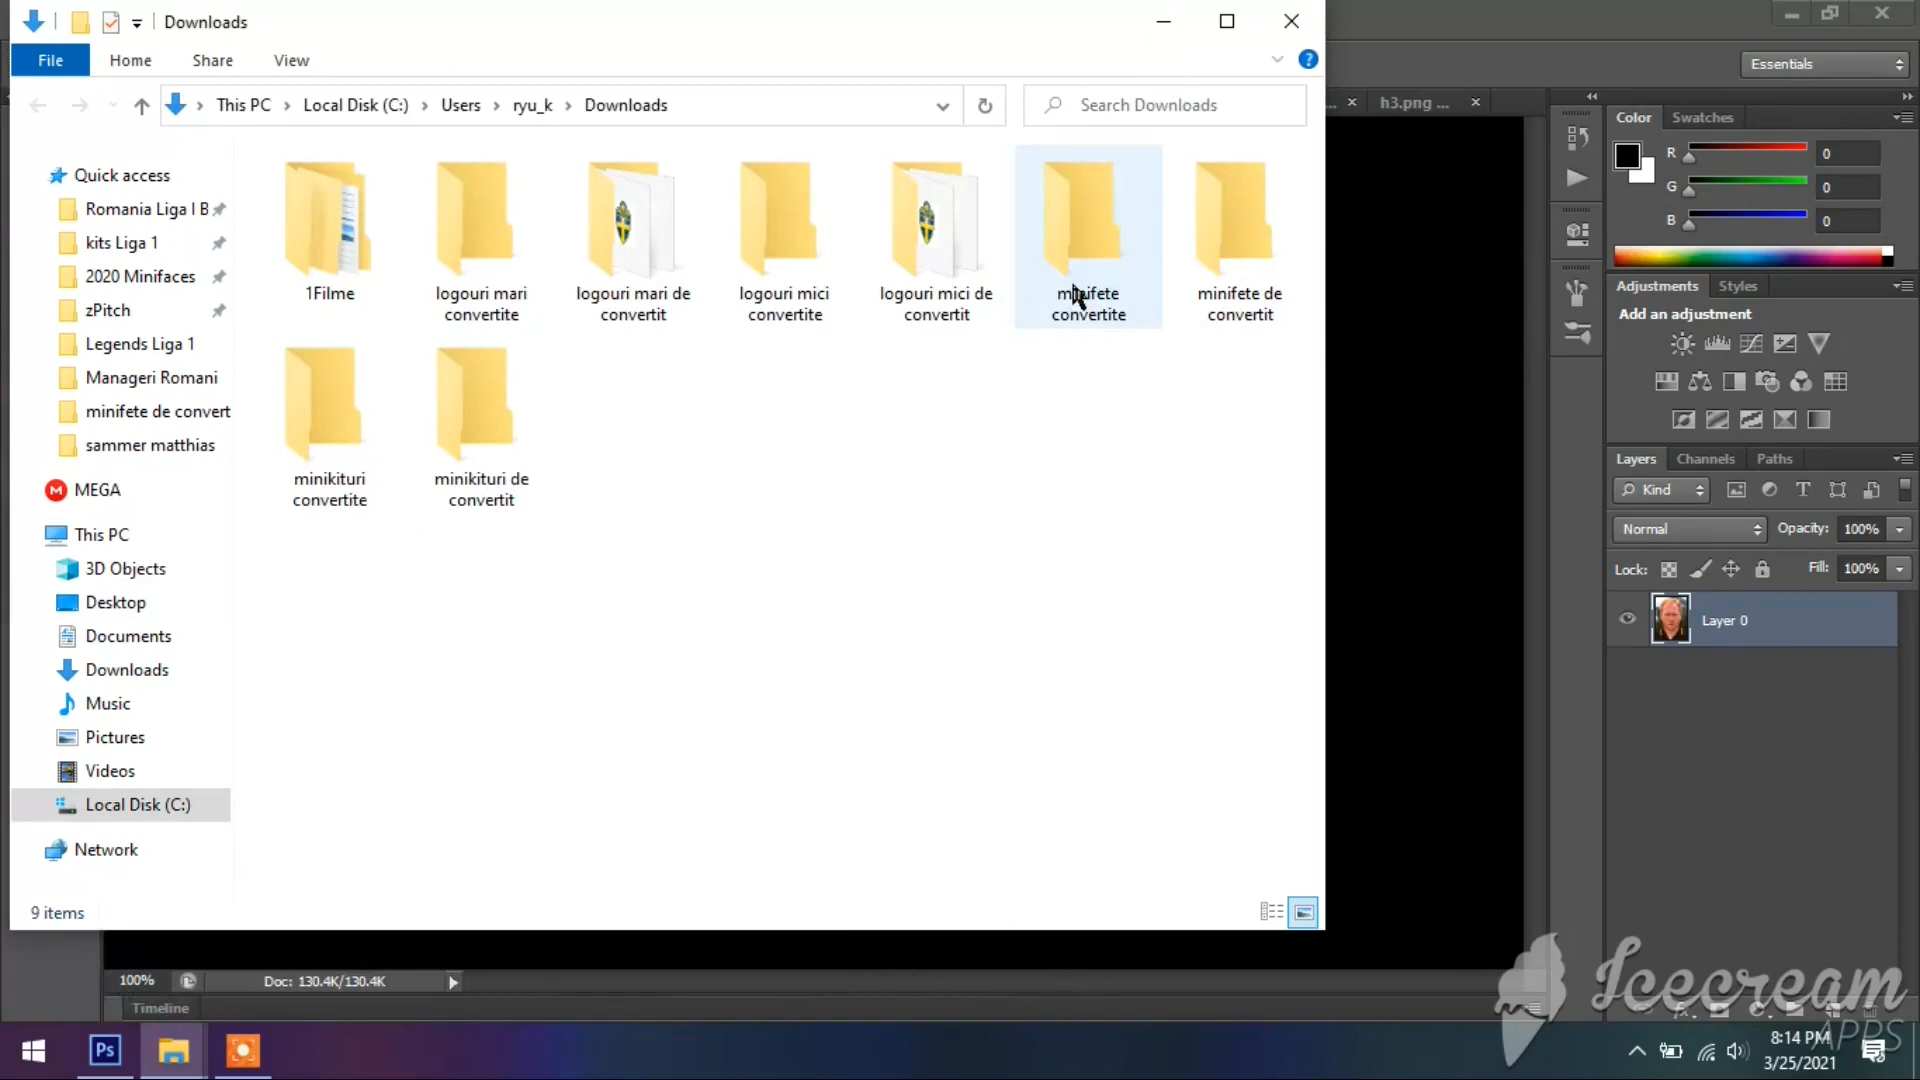 Downloads
File
Home
Share
View
This PC
Local Disk (C:)
Users
ryu_k
Downloads
Search Downloads
Quick access
Romania Liga I B
kits Liga 1
2020 Minifaces
zPitch
Legends Liga 1
Manageri Romani
minifete de convert
sammer matthias
MEGA
This PC
3D Objects
Desktop
Documents
Downloads
Music
Pictures
Videos
Local Disk (C:)
Network
1Filme
logouri mari
convertite
logouri mari de
convertit
logouri mici
convertite
logouri mici de
convertit
minifete
convertite
minifete de
convertit
minikituri
convertite
minikituri de
convertit
9 items
Essentials
...
h3.png ...
Color
Swatches
R
0
G
0
B
0
Adjustments
Styles
Add an adjustment
Layers
Channels
Paths
Kind
Normal
Opacity:
100%
Lock:
Fill:
100%
Layer 0
100%
Doc: 130.4K/130.4K
Timeline
Icecream
APPS
Ps
8:14 PM
3/25/2021